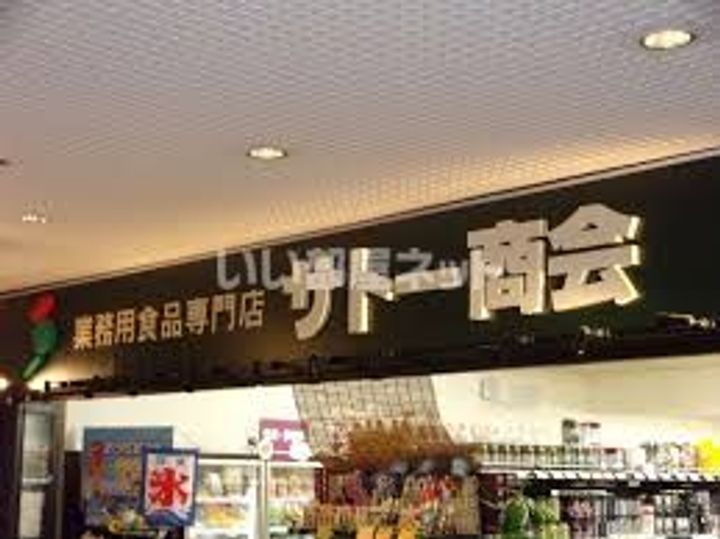 いい部屋ネット
業務用食品専門店 サトー商会
氷